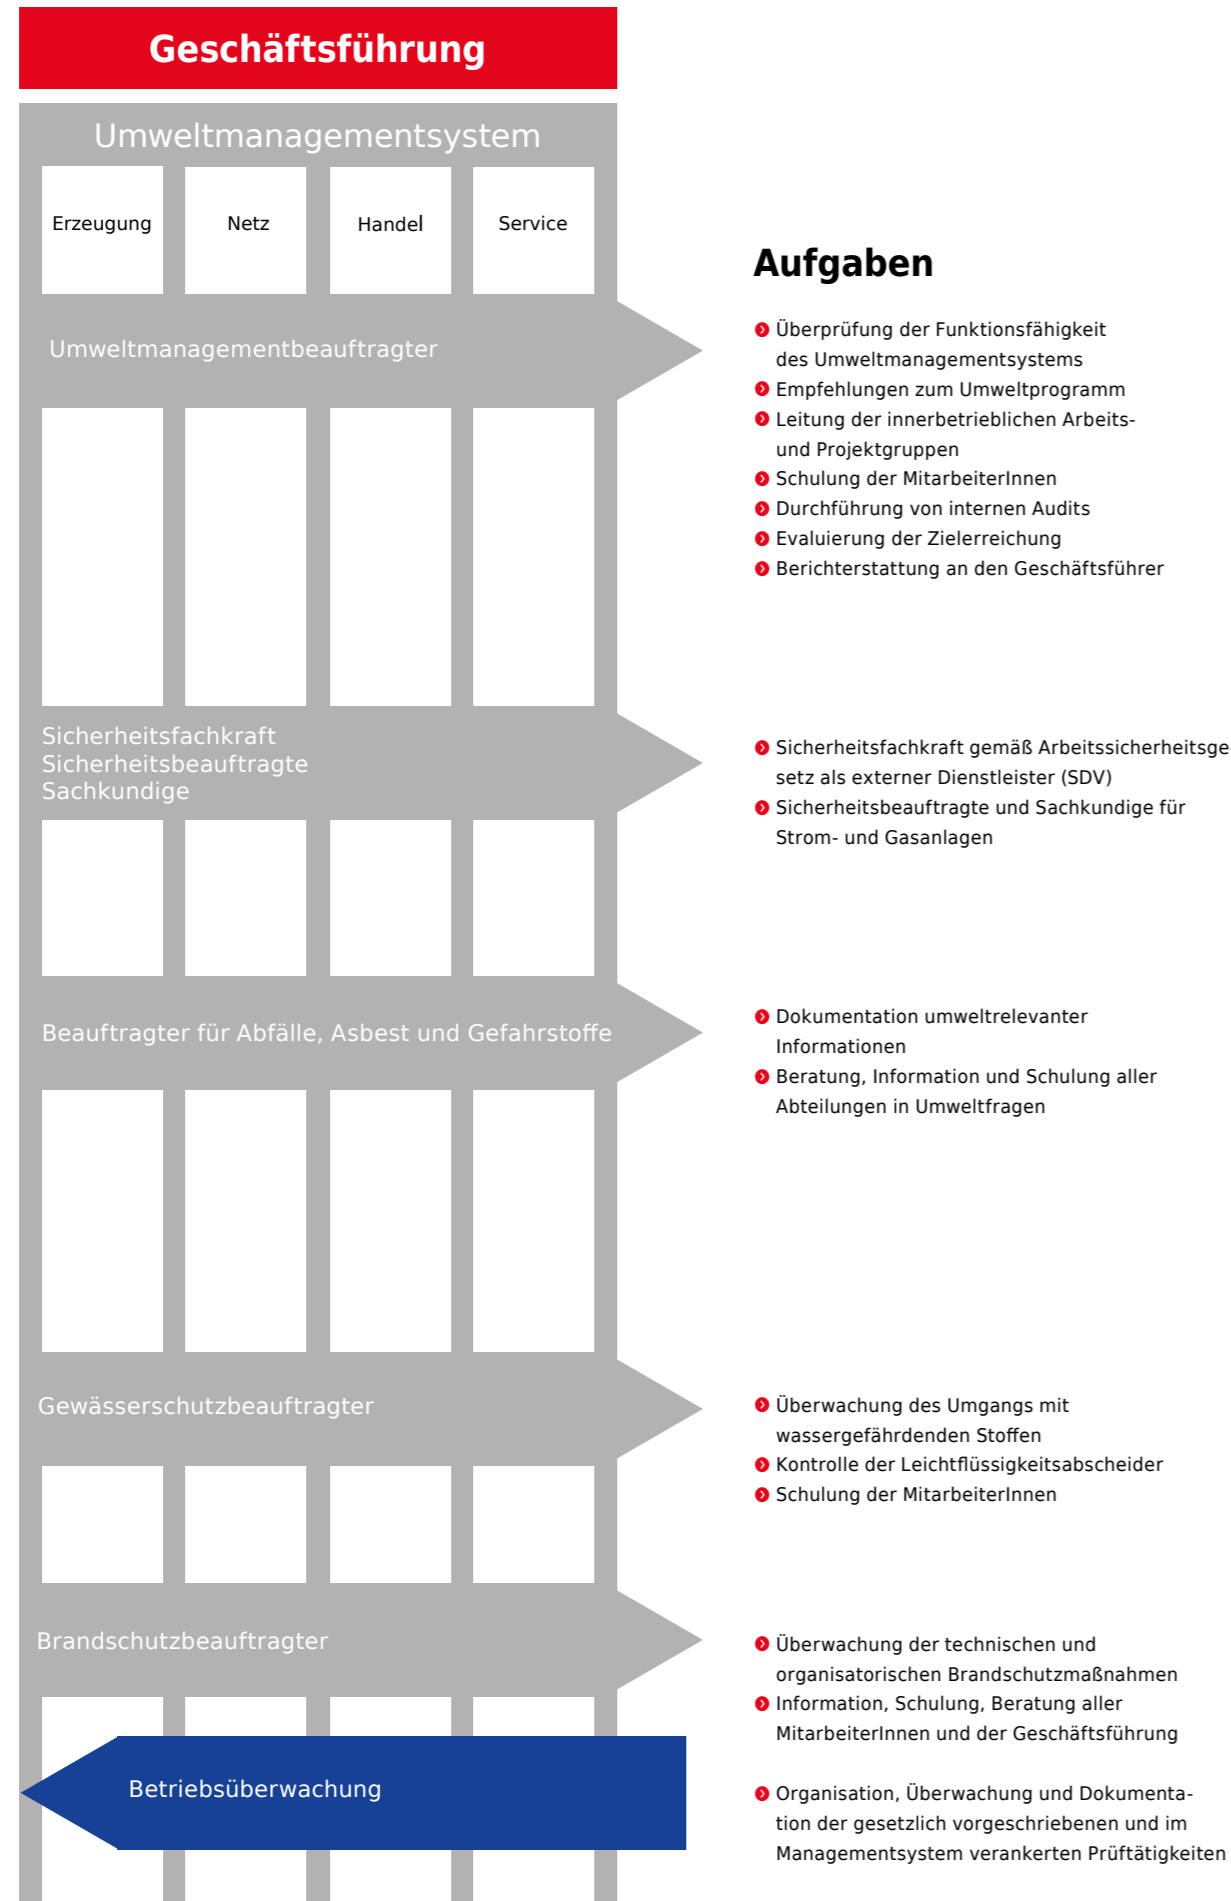 Geschäftsführung
Umweltmanagementsystem
Erzeugung
Netz
Handel
Service
Aufgaben
Umweltmanagementbeauftragter
Überprüfung der Funktionsfähigkeit
des Umweltmanagementsystems
Empfehlungen zum Umweltprogramm
Leitung der innerbetrieblichen Arbeits-
und Projektgruppen
Schulung der MitarbeiterInnen
Durchführung von internen Audits
Evaluierung der Zielerreichung
Berichterstattung an den Geschäftsführer
Sicherheitsfachkraft
Sicherheitsbeauftragte
Sachkundige
Sicherheitsfachkraft gemäß Arbeitssicherheitsge
setz als externer Dienstleister (SDV)
Sicherheitsbeauftragte und Sachkundige für
Strom- und Gasanlagen
Beauftragter für Abfälle, Asbest und Gefahrstoffe
Dokumentation umweltrelevanter
Informationen
Beratung, Information und Schulung aller
Abteilungen in Umweltfragen
Gewässerschutzbeauftragter
Überwachung des Umgangs mit
wassergefährdenden Stoffen
Kontrolle der Leichtflüssigkeitsabscheider
Schulung der MitarbeiterInnen
Brandschutzbeauftragter
Überwachung der technischen und
organisatorischen Brandschutzmaßnahmen
Information, Schulung, Beratung aller
MitarbeiterInnen und der Geschäftsführung
Betriebsüberwachung
Organisation, Überwachung und Dokumenta-
tion der gesetzlich vorgeschriebenen und im
Managementsystem verankerten Prüftätigkeiten